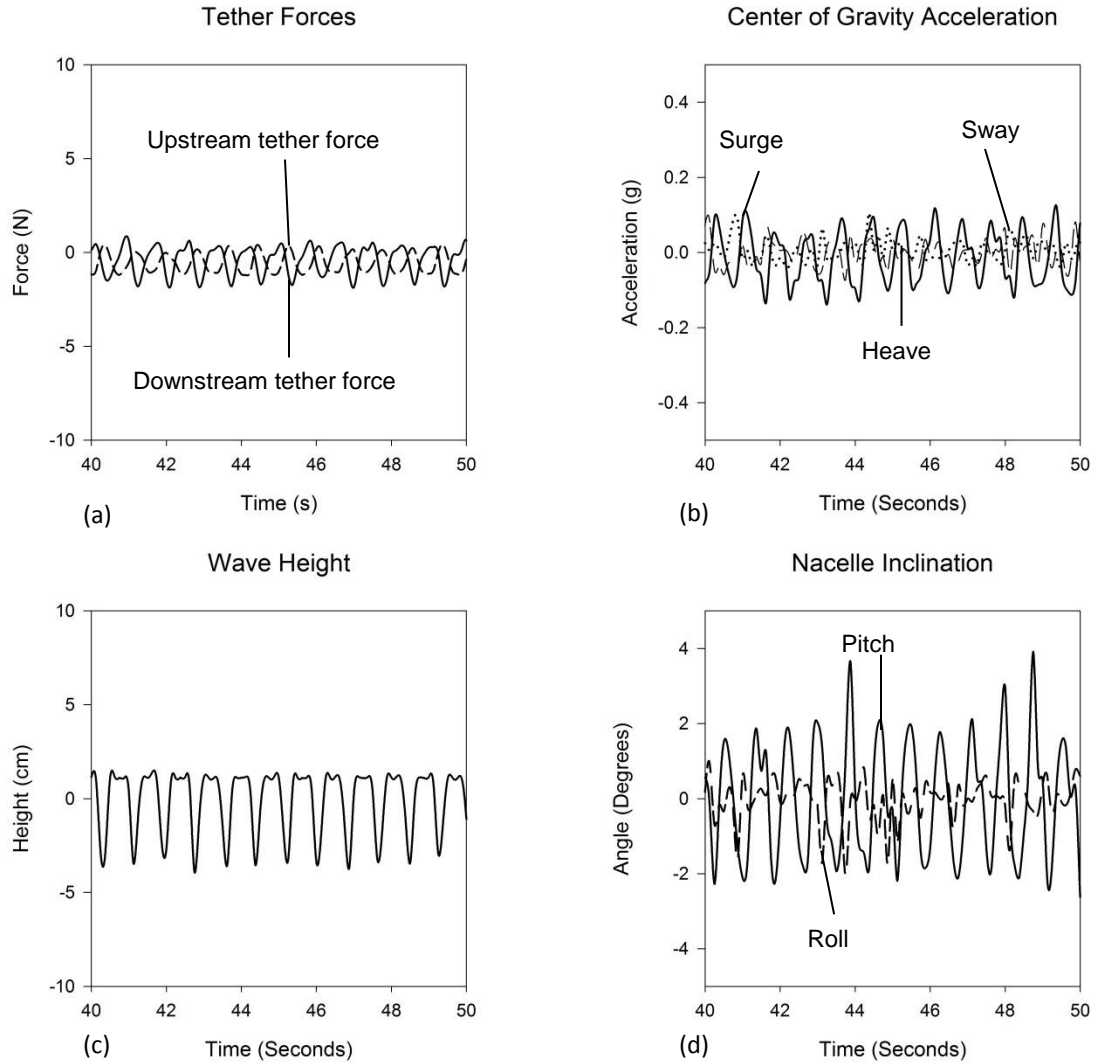 Tether Forces
10
5
0
-5
-10
Force (N)
Upstream tether force
Downstream tether force
40 42 44 46 48 50
Time (s)
(a)
Center of Gravity Acceleration
0.4
0.2
0.0
-0.2
-0.4
Acceleration (g)
Surge
Sway
Heave
40 42 44 46 48 50
Time (Seconds)
(b)
Wave Height
10
5
0
-5
-10
Height (cm)
40 42 44 46 48 50
Time (Seconds)
(c)
Nacelle Inclination
4
2
0
-2
-4
Angle (Degrees)
Pitch
Roll
40 42 44 46 48 50
Time (Seconds)
(d)